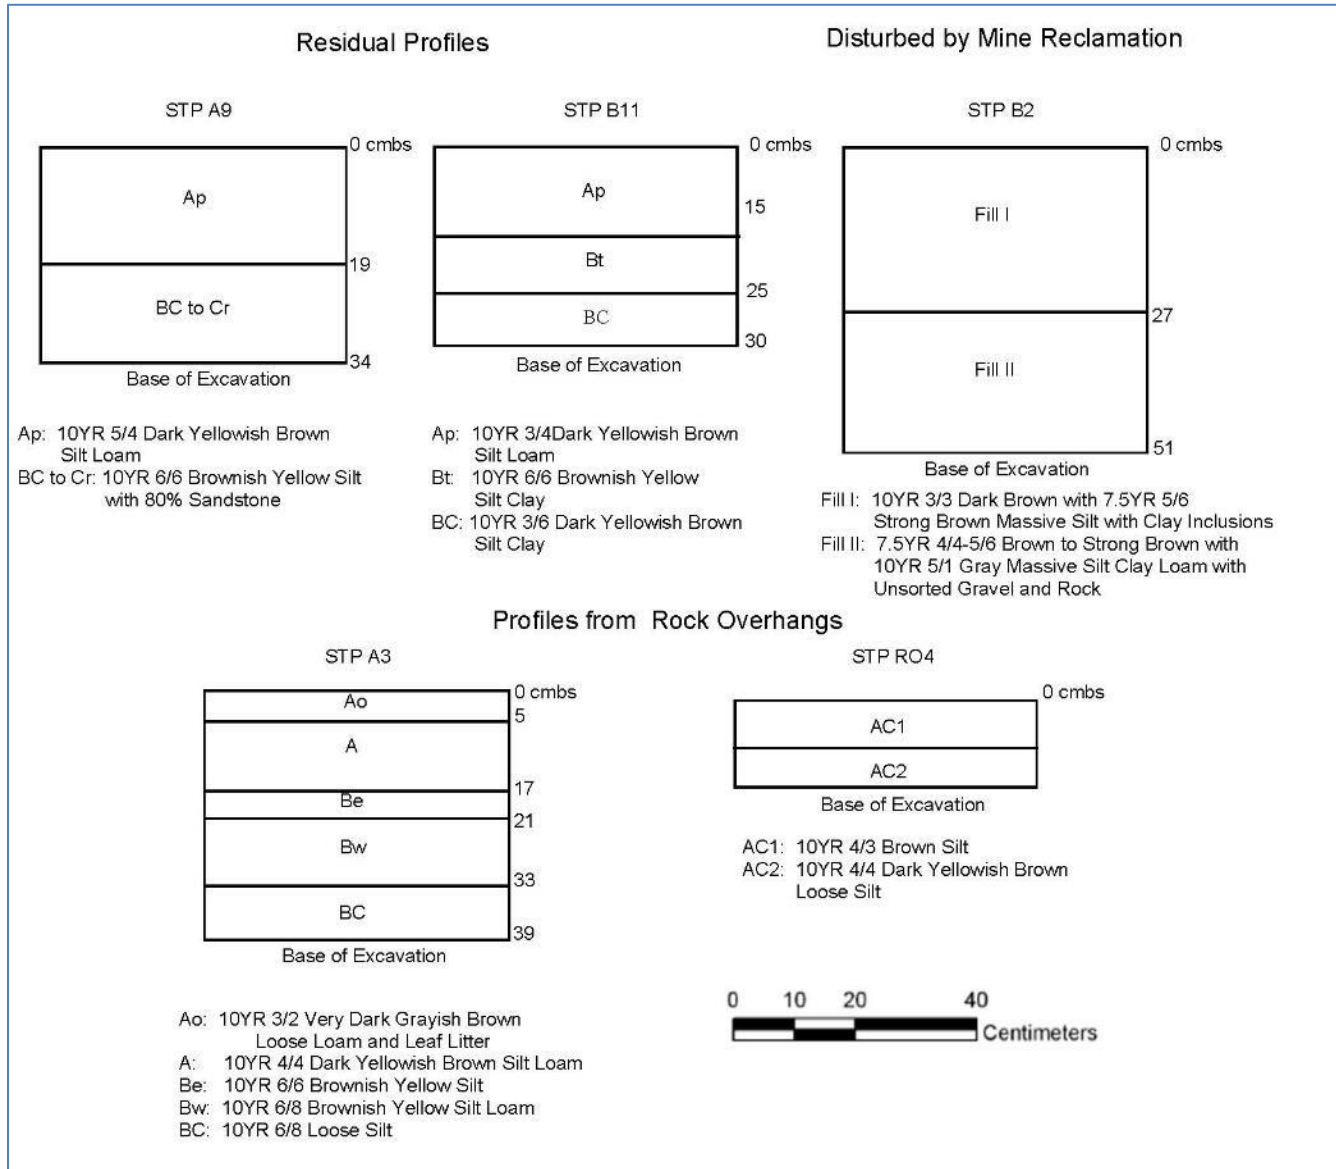 Residual Profiles
Disturbed by Mine Reclamation
STP A9
0 cmbs
Ap
19
BC to Cr
34
Base of Excavation
Ap: 10YR 5/4 Dark Yellowish Brown
Silt Loam
BC to Cr: 10YR 6/6 Brownish Yellow Silt
with 80% Sandstone
STP B11
0 cmbs
Ap
15
Bt
25
BC
30
Base of Excavation
Ap: 10YR 3/4Dark Yellowish Brown
Silt Loam
Bt: 10YR 6/6 Brownish Yellow
Silt Clay
BC: 10YR 3/6 Dark Yellowish Brown
Silt Clay
STP B2
0 cmbs
Fill I
27
Fill II
51
Base of Excavation
Fill I: 10YR 3/3 Dark Brown with 7.5YR 5/6
Strong Brown Massive Silt with Clay Inclusions
Fill II: 7.5YR 4/4-5/6 Brown to Strong Brown with
10YR 5/1 Gray Massive Silt Clay Loam with
Unsorted Gravel and Rock
Profiles from Rock Overhangs
STP A3
0 cmbs
Ao
5
A
17
Be
21
Bw
33
BC
39
Base of Excavation
Ao: 10YR 3/2 Very Dark Grayish Brown
Loose Loam and Leaf Litter
A: 10YR 4/4 Dark Yellowish Brown Silt Loam
Be: 10YR 6/6 Brownish Yellow Silt
Bw: 10YR 6/8 Brownish Yellow Silt Loam
BC: 10YR 6/8 Loose Silt
STP RO4
0 cmbs
AC1
AC2
Base of Excavation
AC1: 10YR 4/3 Brown Silt
AC2: 10YR 4/4 Dark Yellowish Brown
Loose Silt
0 10 20 40
Centimeters